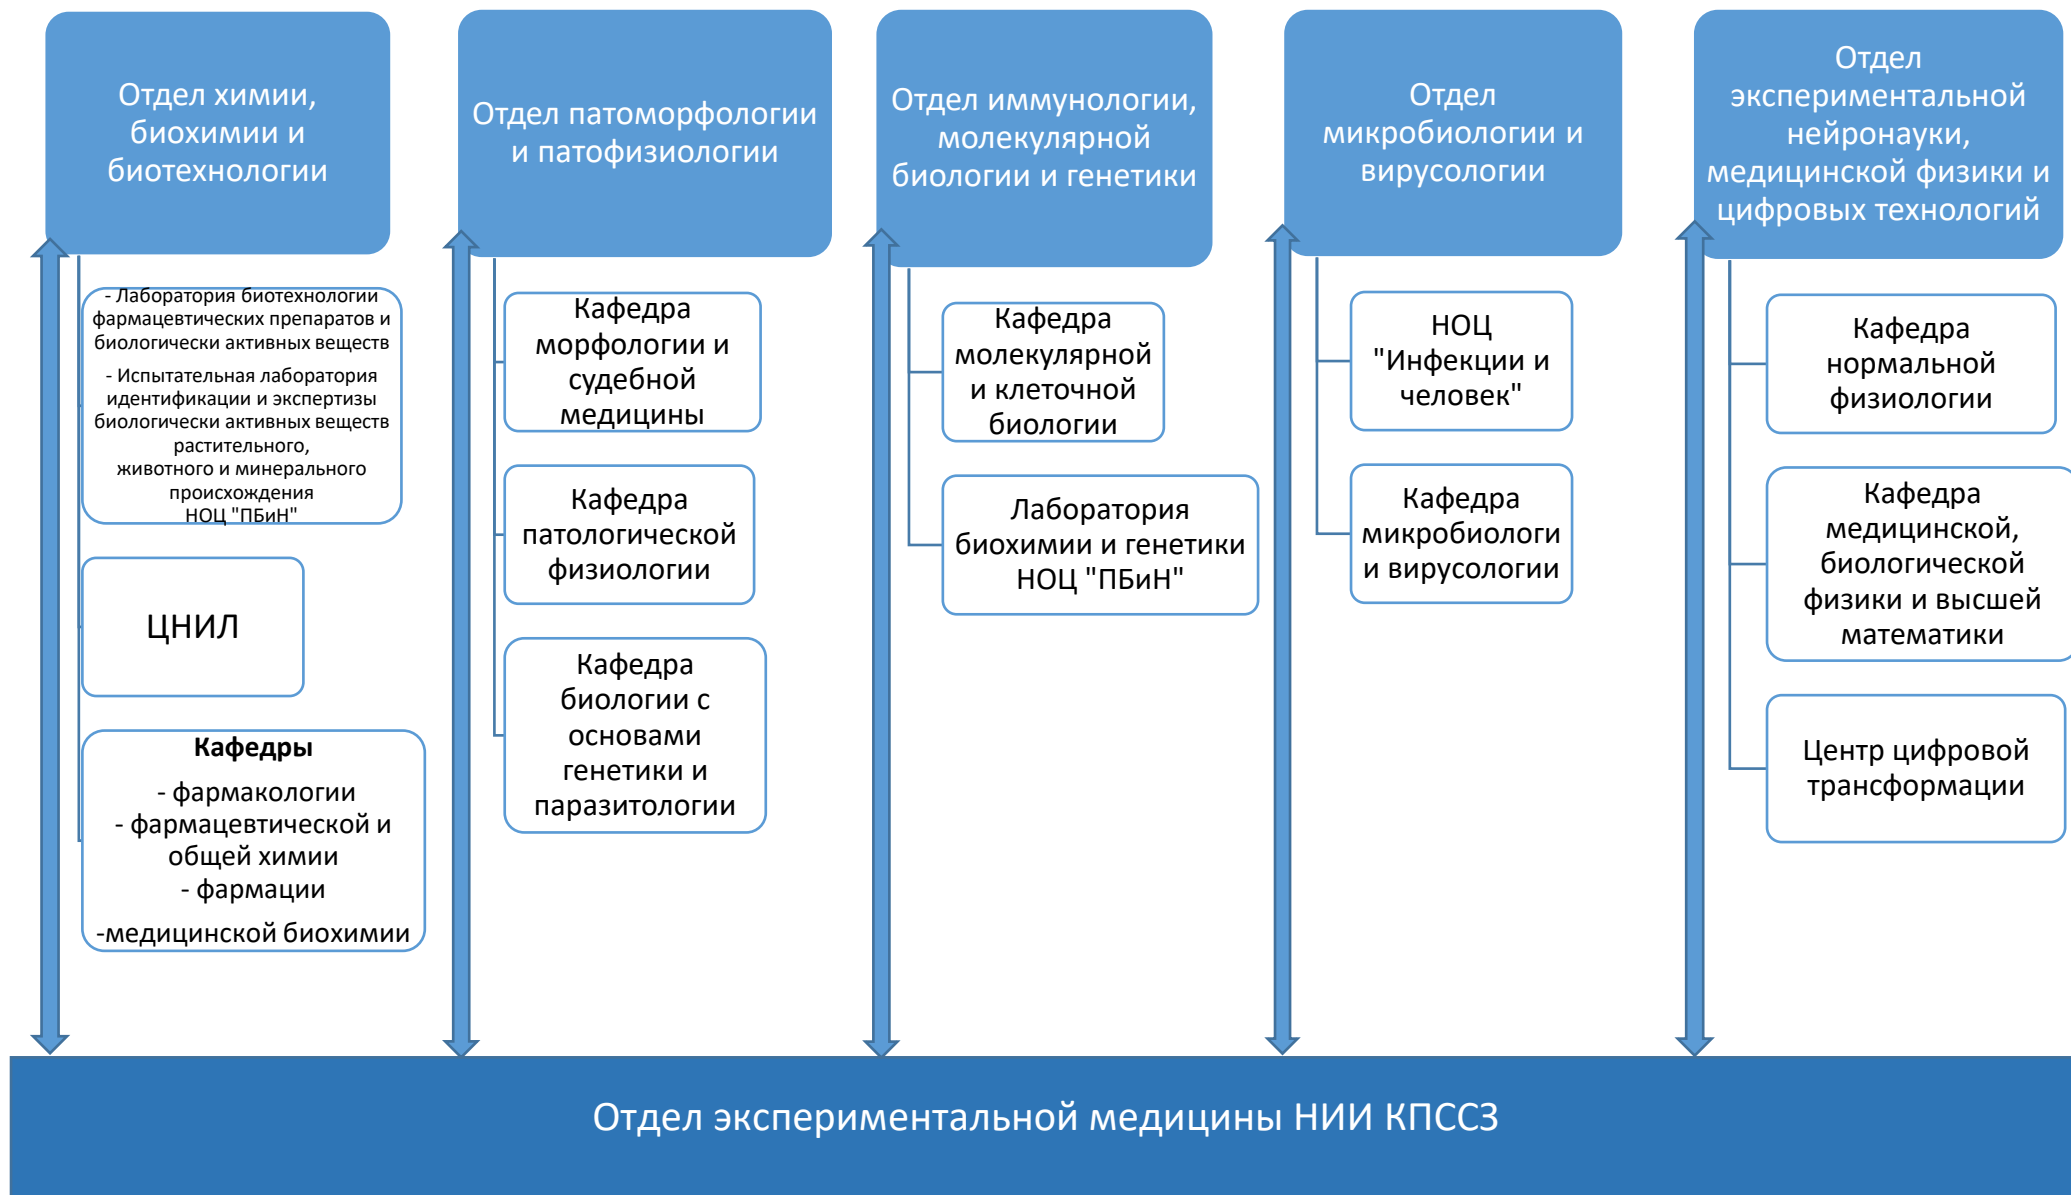 Отдел химии,
биохимии и
биотехнологии
- Лаборатория биотехнологии
фармацевтических препаратов и
биологически активных веществ
- Испытательная лаборатория
идентификации и экспертизы
биологически активных веществ
растительного,
животного и минерального
происхождения
НОЦ "ПБиН"
ЦНИЛ
Кафедры
- фармакологии
- фармацевтической и
общей химии
- фармации
-медицинской биохимии
Отдел патоморфологии
и патофизиологии
Кафедра
морфологии и
судебной
медицины
Кафедра
патологической
физиологии
Кафедра
биологии с
основами
генетики и
паразитологии
Отдел иммунологии,
молекулярной
биологии и генетики
Кафедра
молекулярной
и клеточной
биологии
Лаборатория
биохимии и генетики
НОЦ "ПБиН"
Отдел
микробиологии и
вирусологии
НОЦ
"Инфекции и
человек"
Кафедра
микробиологи
и вирусологии
Отдел
экспериментальной
нейронауки,
медицинской физики и
цифровых технологий
Кафедра
нормальной
физиологии
Кафедра
медицинской,
биологической
физики и высшей
математики
Центр цифровой
трансформации
Отдел экспериментальной медицины НИИ КПССЗ